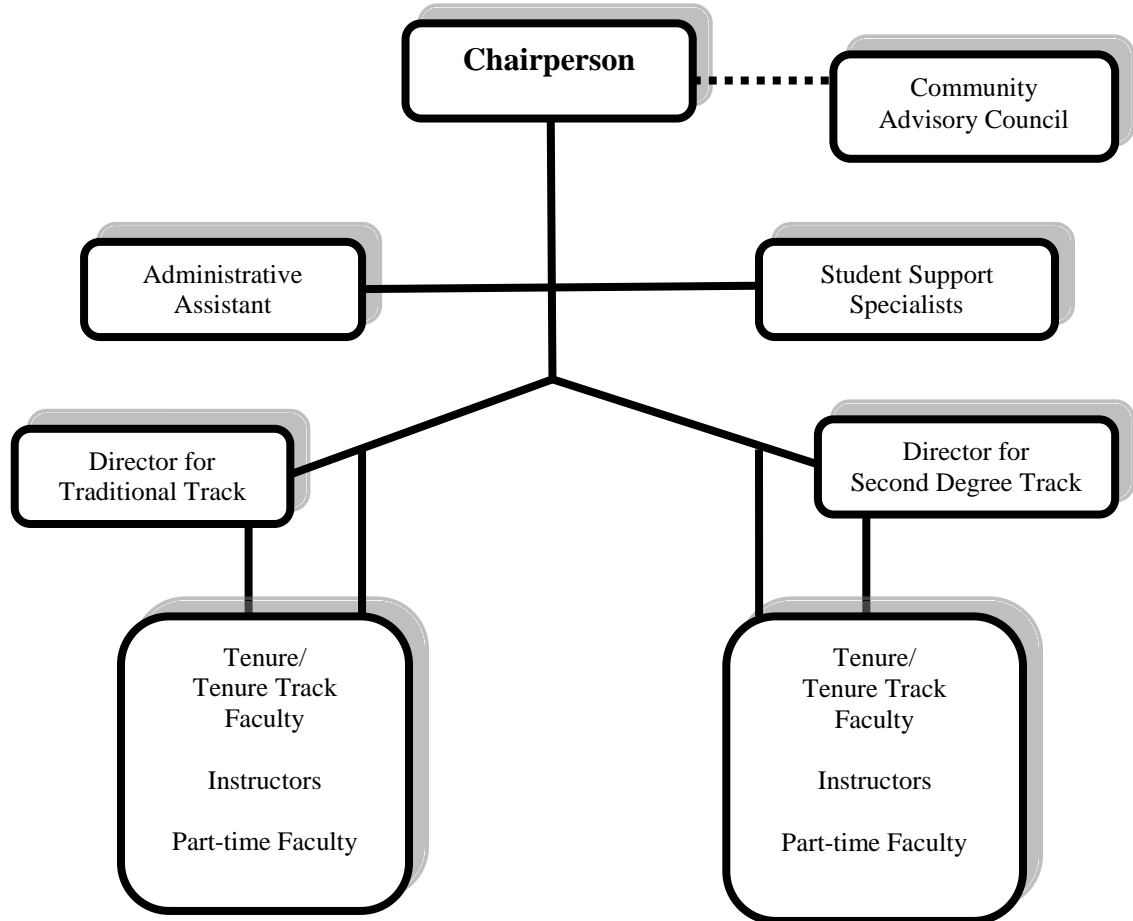 Chairperson
Community
Advisory Council
Administrative
Assistant
Student Support
Specialists
Director for
Traditional Track
Director for
Second Degree Track
Tenure/
Tenure Track
Faculty
Instructors
Part-time Faculty
Tenure/
Tenure Track
Faculty
Instructors
Part-time Faculty